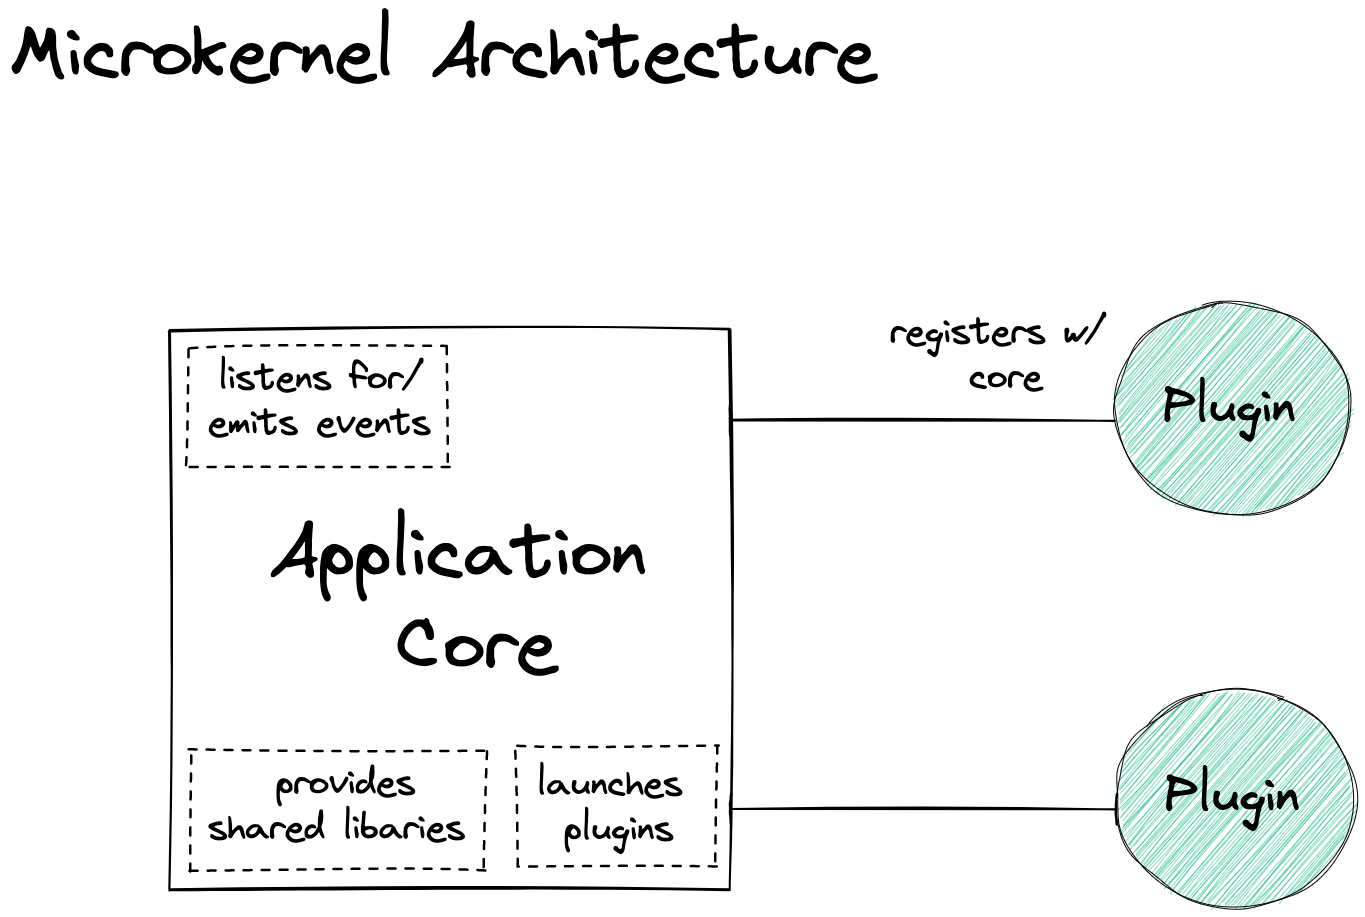 Microkernel Architecture
listens for/
emits events
registers w/
core
Plugin
Application
Core
provides
shared libaries
launches
plugins
Plugin